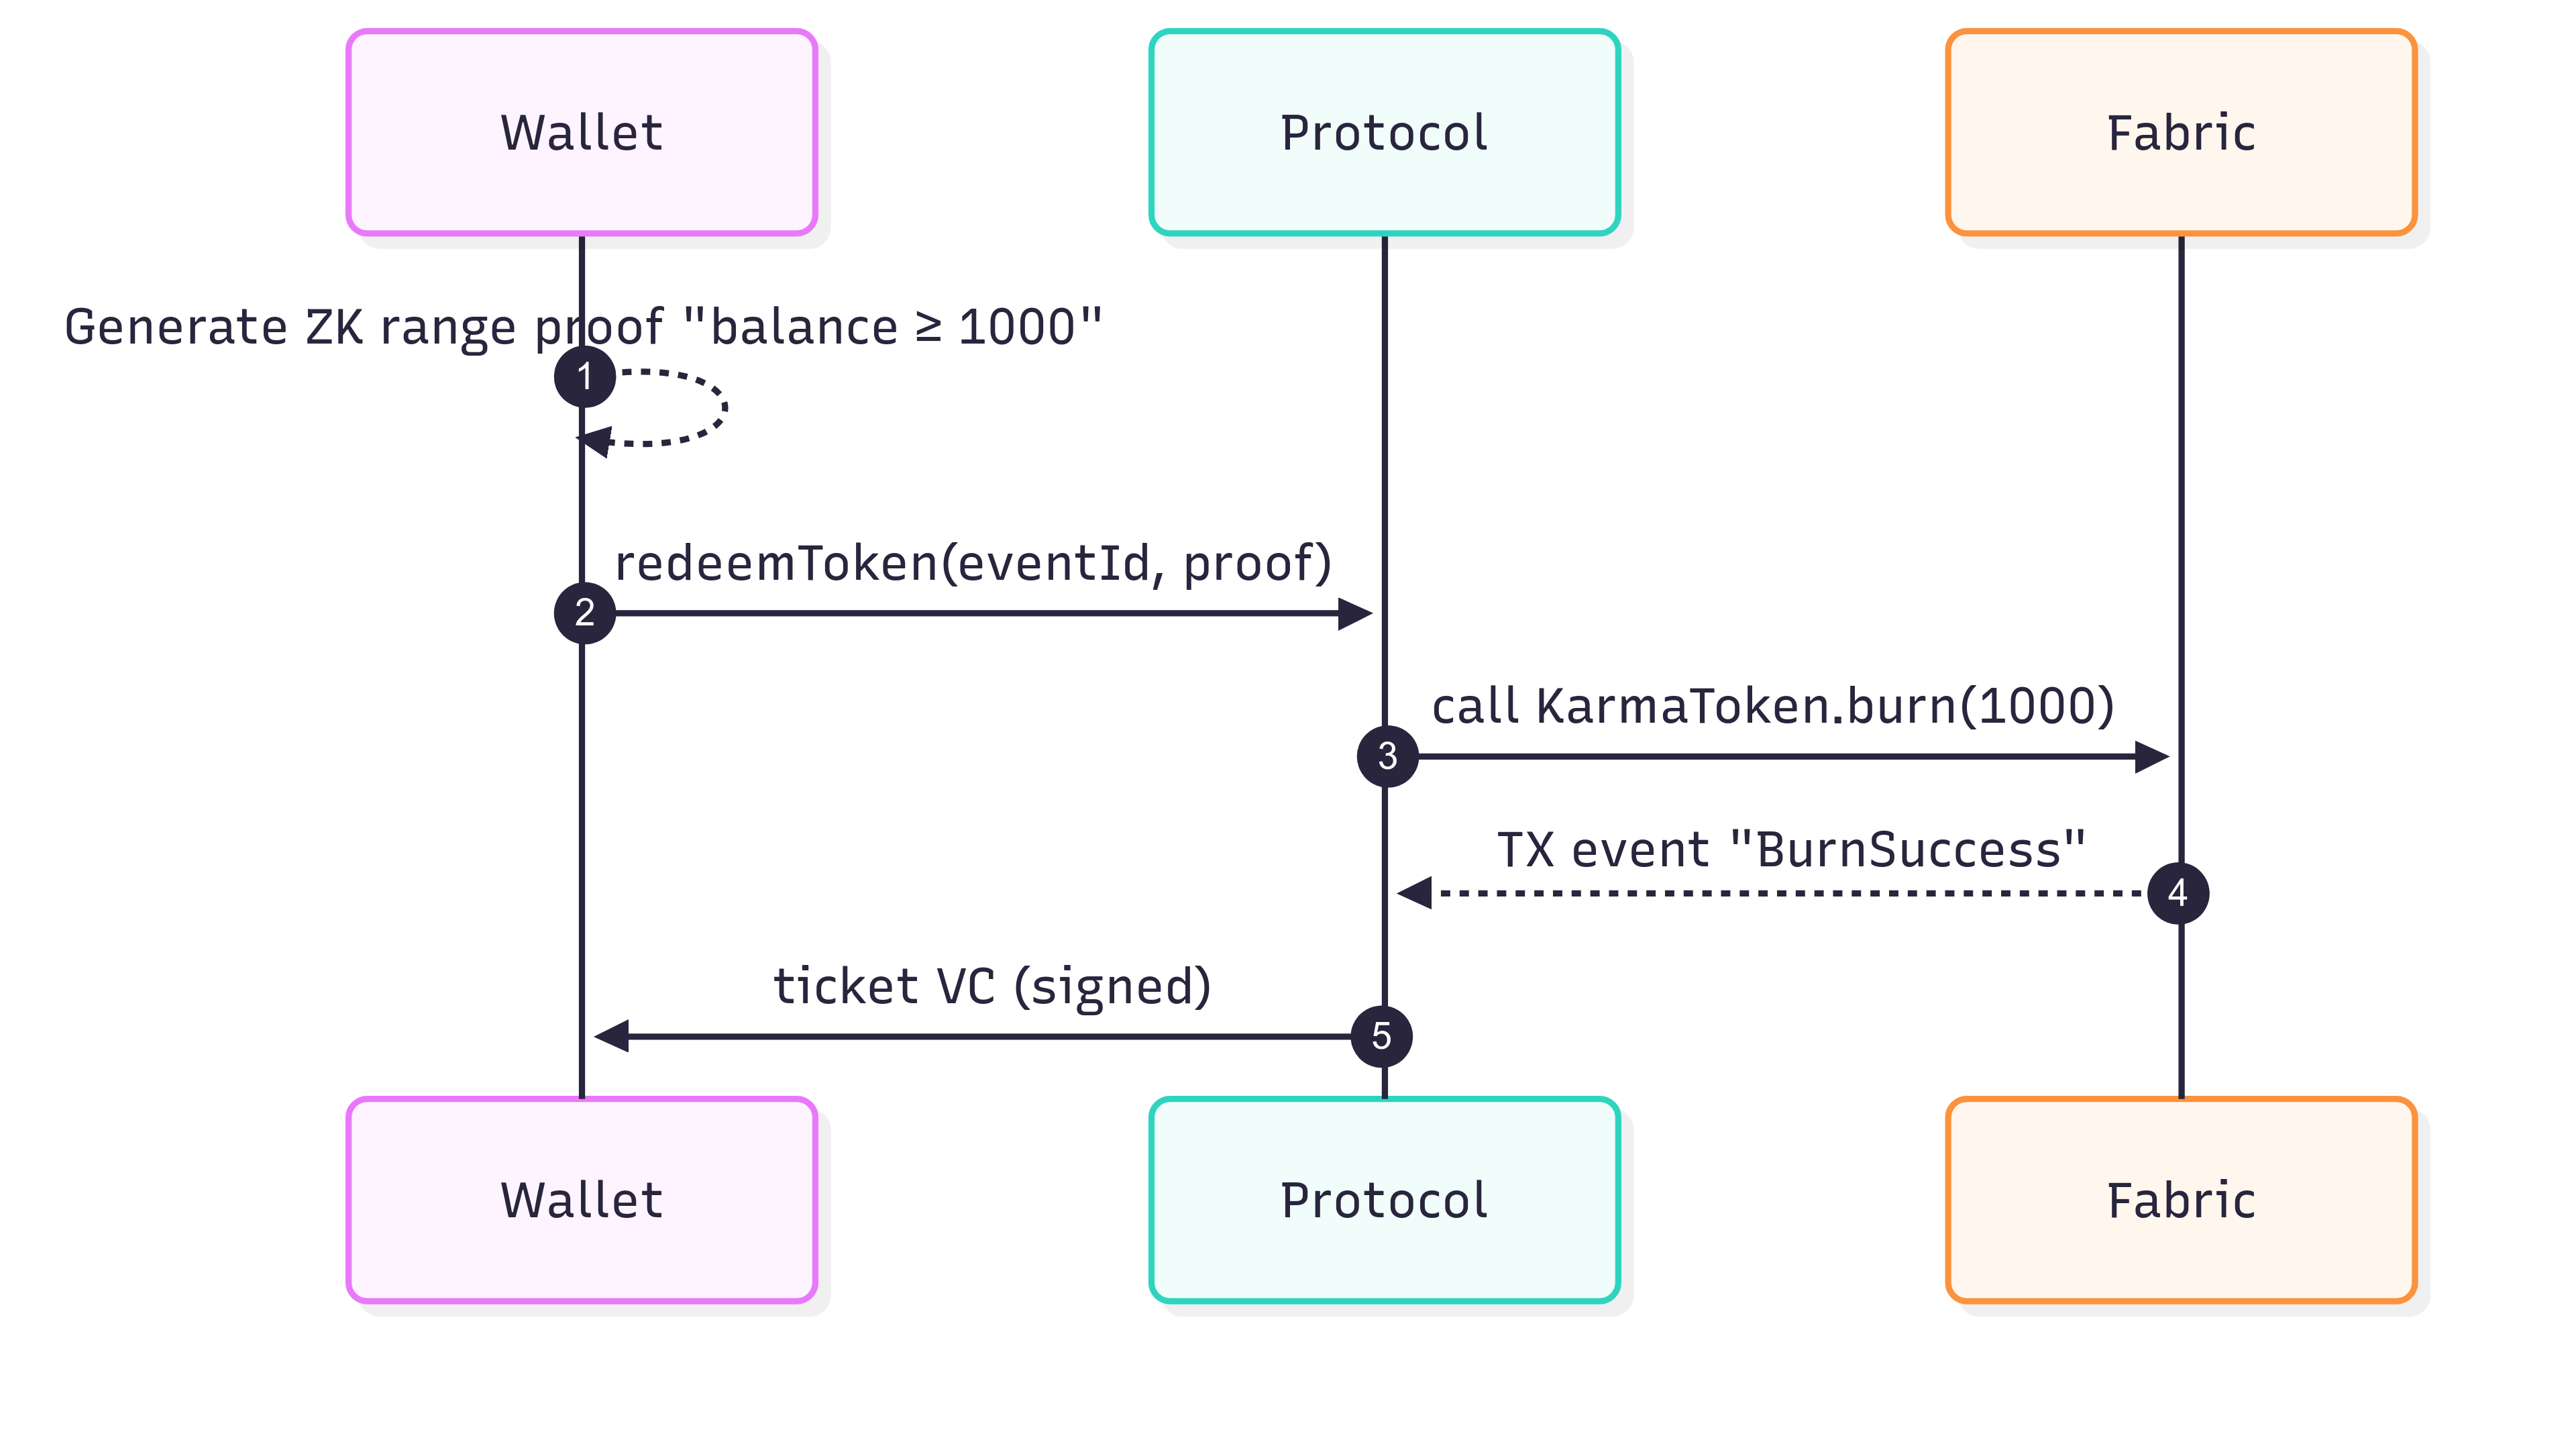 Wallet
Protocol
Fabric
Generate ZK range proof "balance ≥ 1000"
1
redeemToken(eventId, proof)
2
call KarmaToken.burn(1000)
3
TX event "BurnSuccess"
4
ticket VC (signed)
5
Wallet
Protocol
Fabric